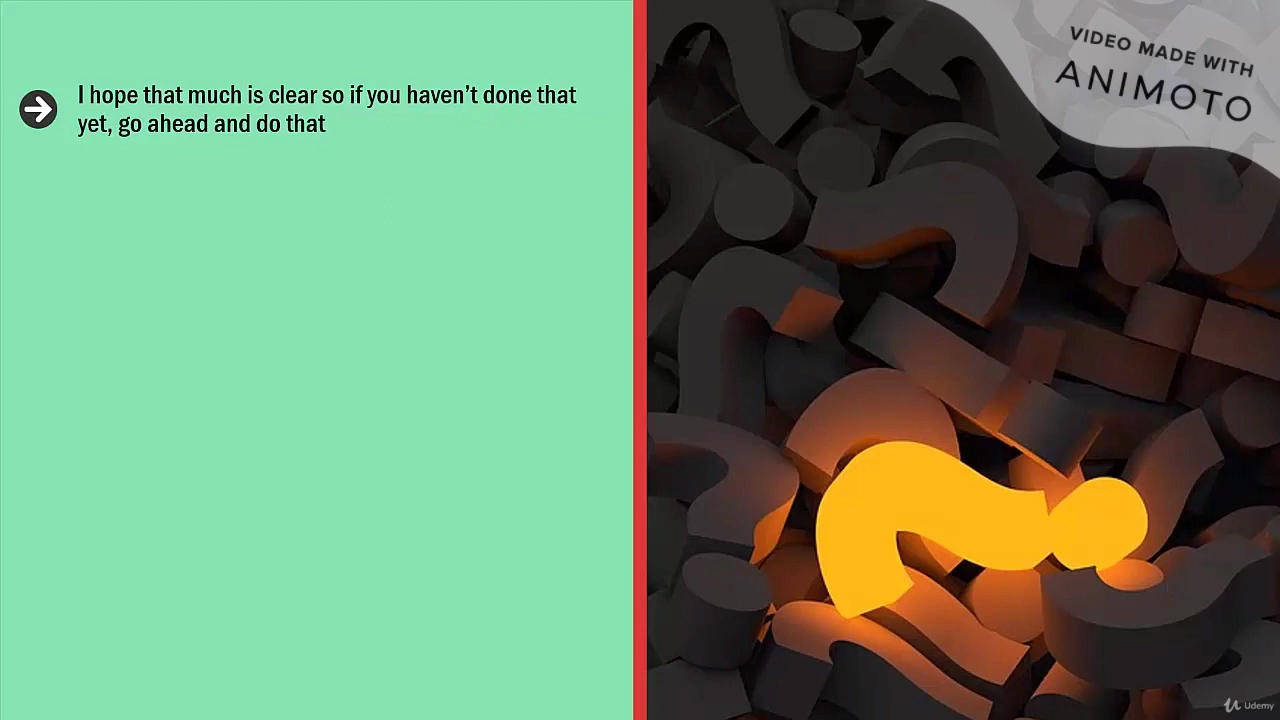 I hope that much is clear so if you haven't done that
yet, go ahead and do that
VIDEO MADE WITH
ANIMOTO
Udemy